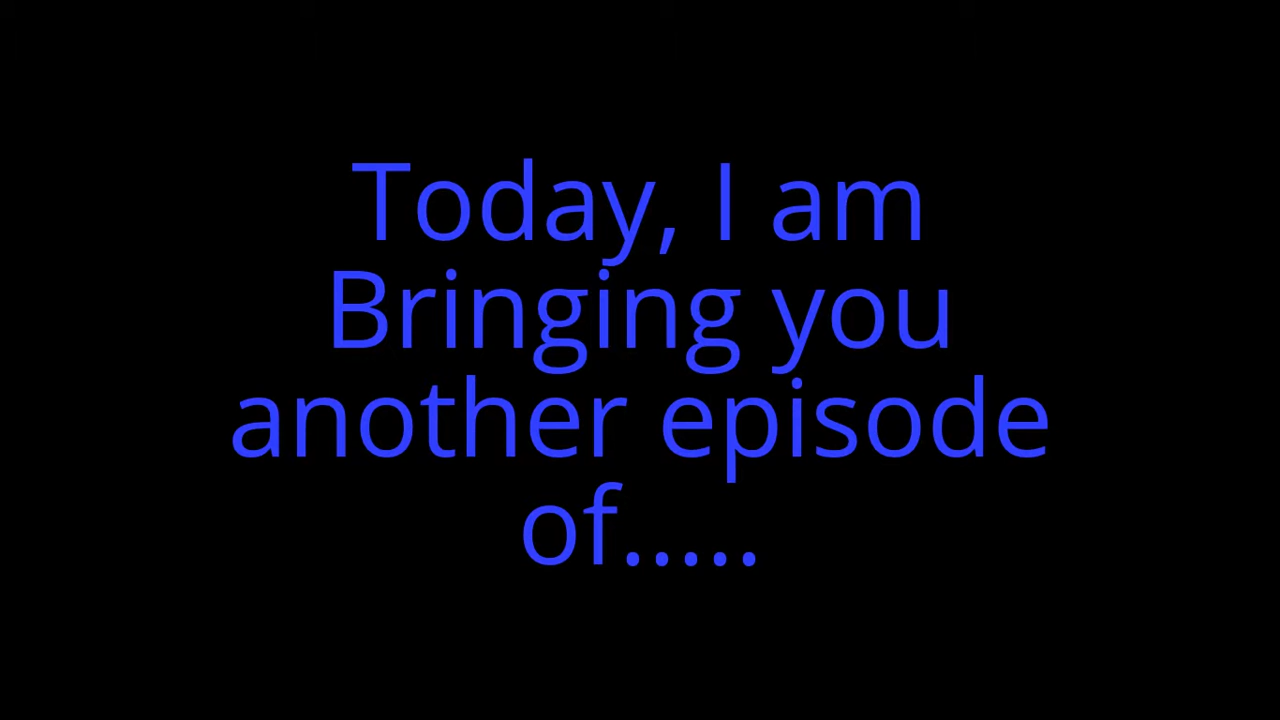 Today, I am
Bringing you
another episode
of.....